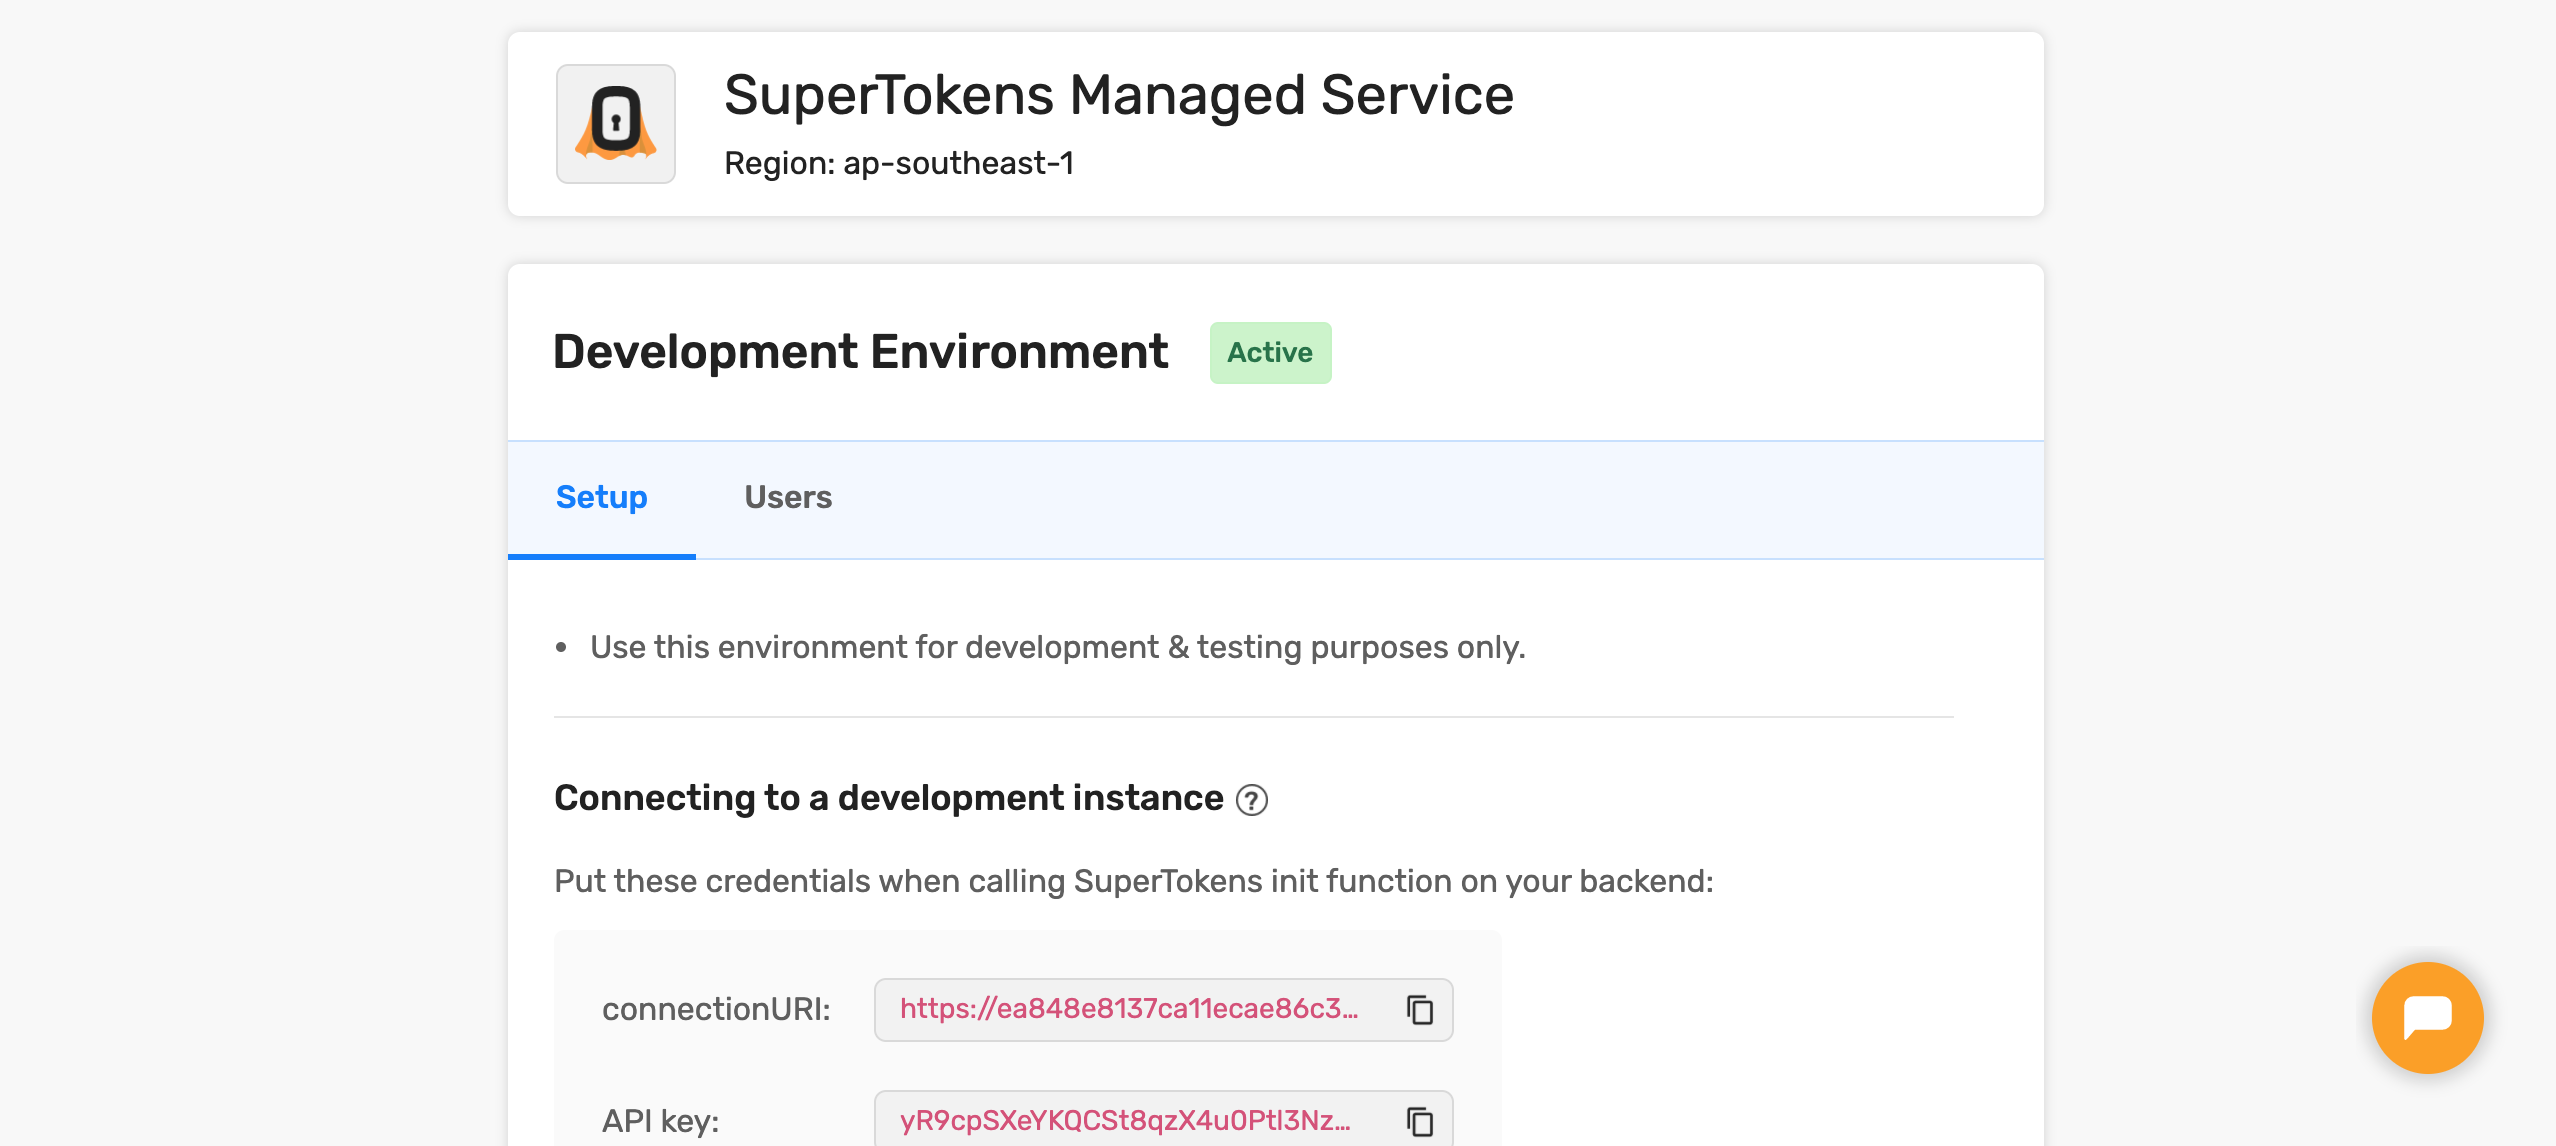 SuperTokens Managed Service
Region: ap-southeast-1
Development Environment
Active
Setup
Users
• Use this environment for development & testing purposes only.
Connecting to a development instance ?
Put these credentials when calling SuperTokens init function on your backend:
connectionURI:
https://ea848e8137ca11ecae86c3...
API key:
yR9cpSXeYKQCSt8qzX4u0Ptl3Nz...